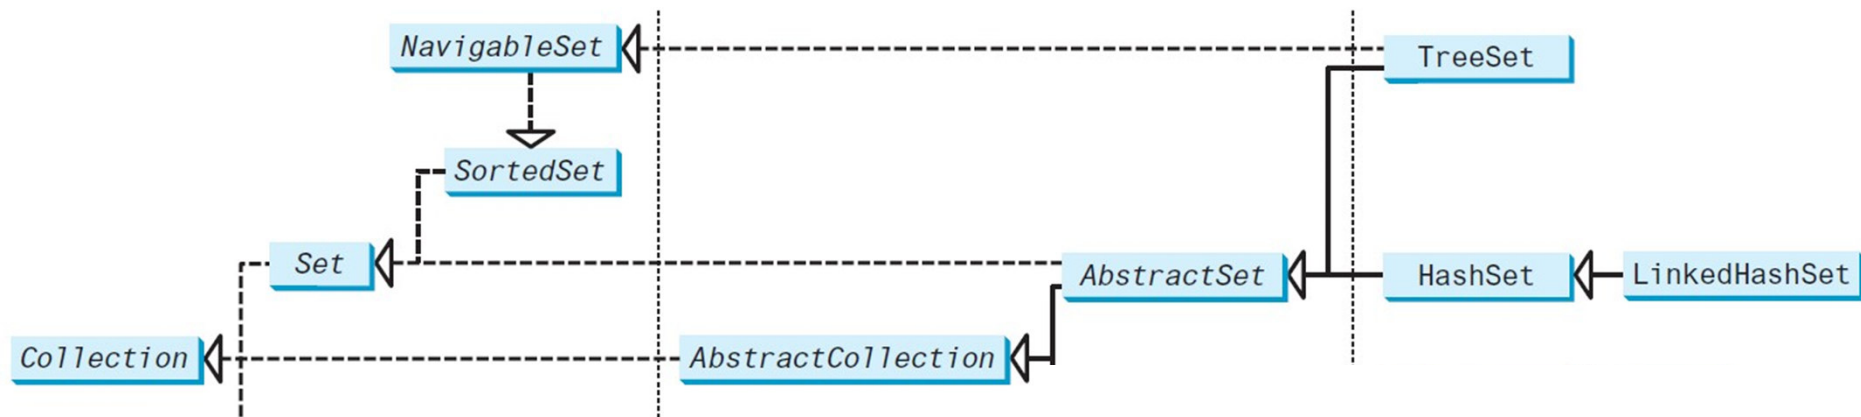 NavigableSet
TreeSet
SortedSet
Set
AbstractSet
HashSet
LinkedHashSet
Collection
AbstractCollection